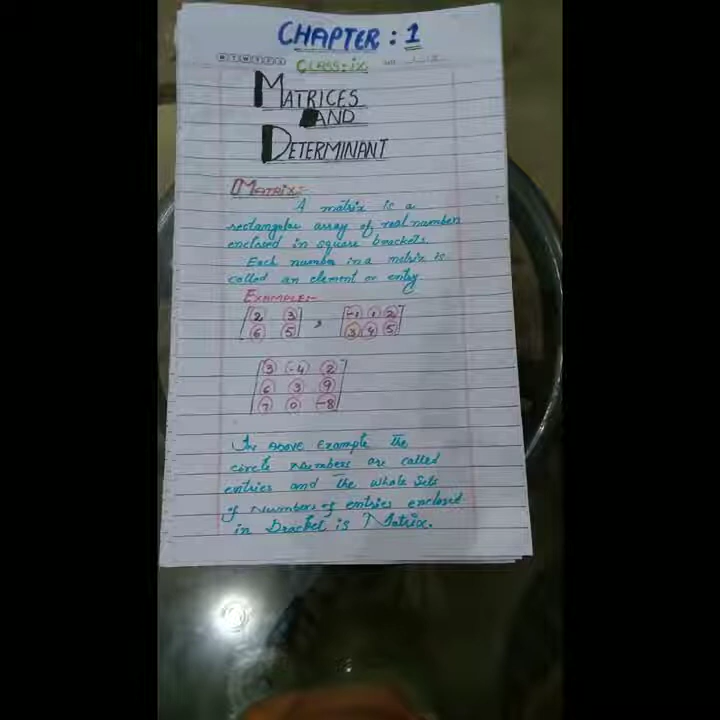 CHAPTER : 1
CLASS: ix
MATRICES
AND
DETERMINANT
MATRIX:-
A matrix is a
rectangular array of real number
enclosed in square brackets.
Each number in a matrix is
called an element or entry
EXAMPLE:-
[2 3] , [-1 1 2]
[6 5] [3 4 5]
[3 -4 2]
[6 3 9]
[7 0 -8]
In Above Example the
circle Numbers are called
entries and The whole Sets
of Numbers of entries enclosed
in Bracket is Matrix.